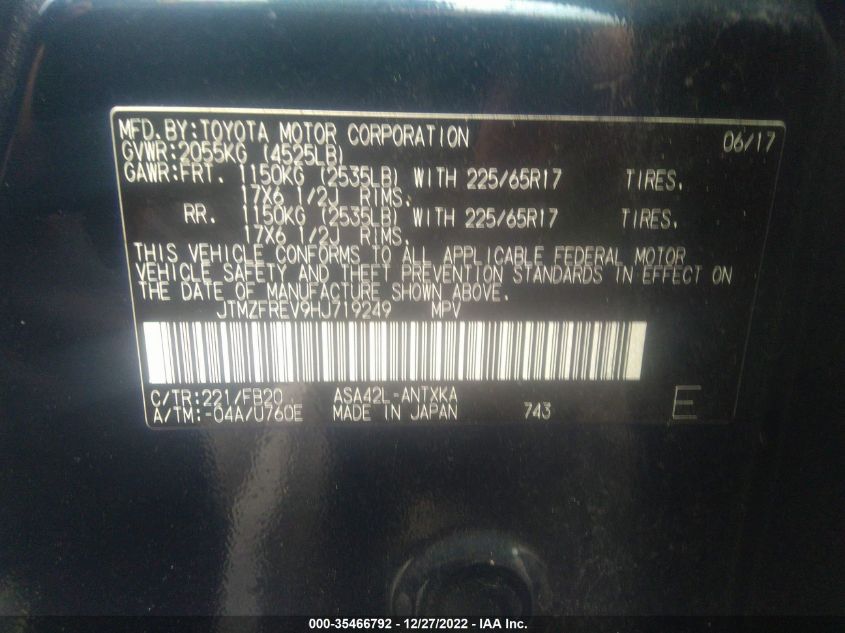 MFD.BY:TOYOTA MOTOR CORPORATION 06/17
GVWR:2055KG (4525LB)
GAWR:FRT. 1150KG (2535LB) WITH 225/65R17 TIRES,
17X6 1/2J RIMS,
RR. 1150KG (2535LB) WITH 225/65R17 TIRES,
17X6 1/2J RIMS,
THIS VEHICLE CONFORMS TO ALL APPLICABLE FEDERAL MOTOR
VEHICLE SAFETY AND THEFT PREVENTION STANDARDS IN EFFECT ON
THE DATE OF MANUFACTURE SHOWN ABOVE.
JTMZFREV9HJ719249 MPV
C/TR:221/FB20 ASA42L-ANTXKA
A/TM:-04A/U760E MADE IN JAPAN 743 E
000-35466792 - 12/27/2022 - IAA Inc.